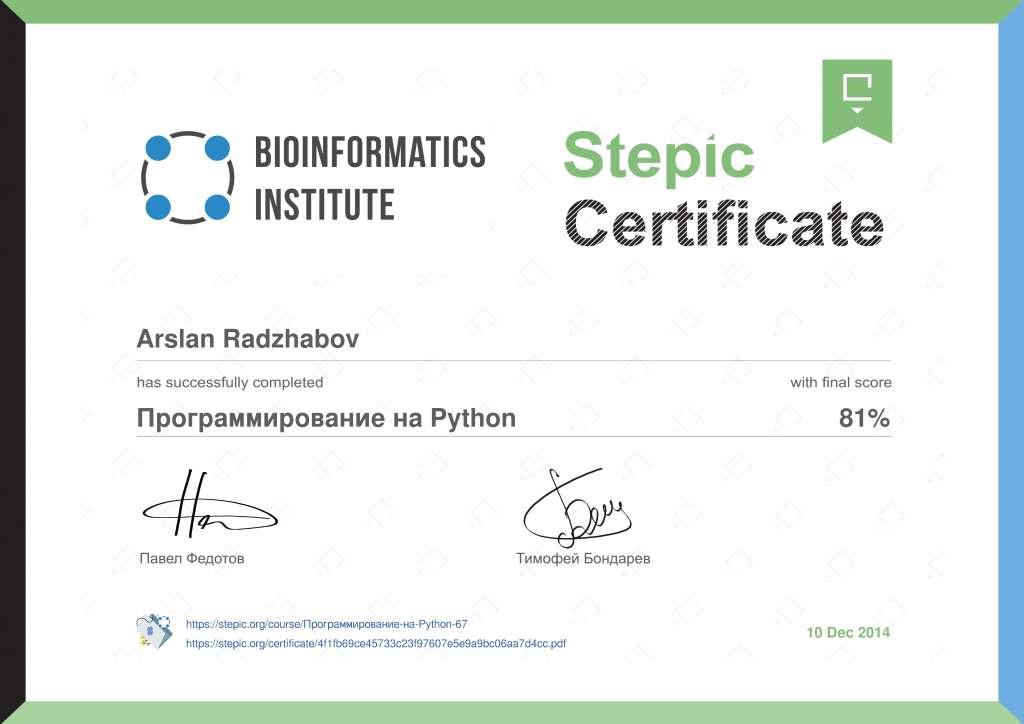 BIOINFORMATICS
INSTITUTE
Stepic
Certificate
Arslan Radzhabov
has successfully completed
with final score
Программирование на Python
81%
Павел Федотов
Тимофей Бондарев
https://stepic.org/course/Программирование-на-Python-67
https://stepic.org/certificate/4f1fb69ce45733c23f97607e5e9a9bc06aa7d4cc.pdf
10 Dec 2014